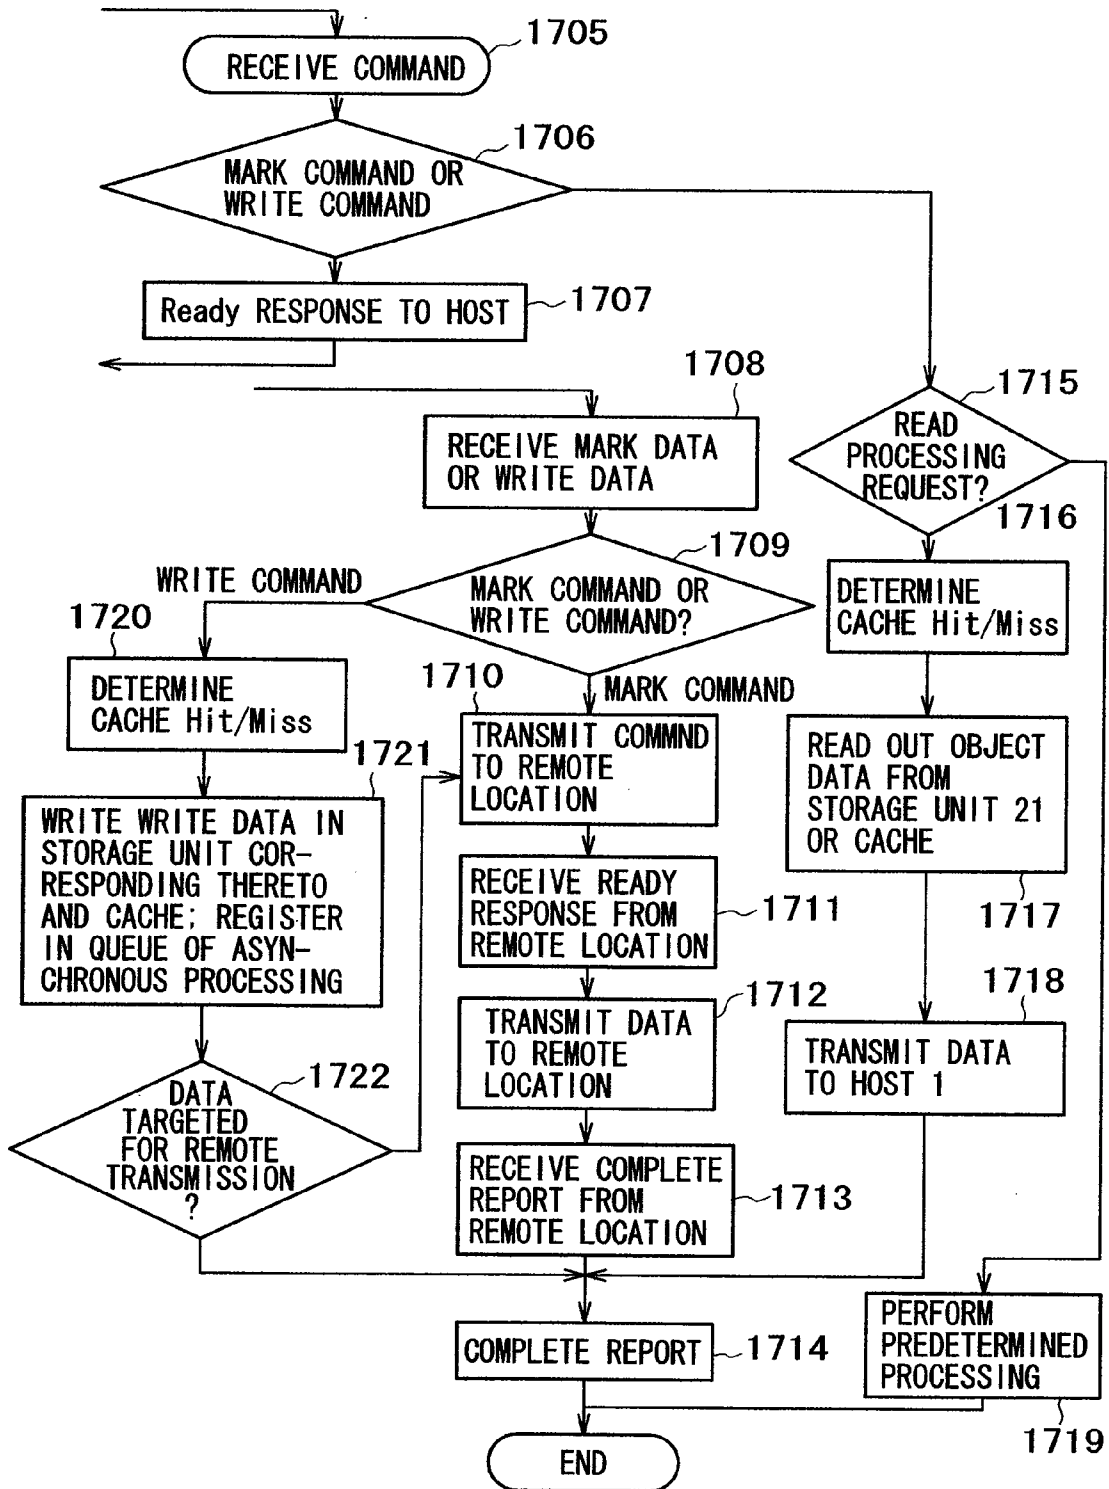 1705
RECEIVE COMMAND
1706
MARK COMMAND OR
WRITE COMMAND
Ready RESPONSE TO HOST
1707
1708
RECEIVE MARK DATA
OR WRITE DATA
1715
READ
PROCESSING
REQUEST?
1716
1709
WRITE COMMAND
MARK COMMAND OR
WRITE COMMAND?
DETERMINE
CACHE Hit/Miss
1720
DETERMINE
CACHE Hit/Miss
1710
MARK COMMAND
TRANSMIT COMMND
TO REMOTE
LOCATION
READ OUT OBJECT
DATA FROM
STORAGE UNIT 21
OR CACHE
1717
1721
WRITE WRITE DATA IN
STORAGE UNIT COR-
RESPONDING THERETO
AND CACHE; REGISTER
IN QUEUE OF ASYN-
CHRONOUS PROCESSING
RECEIVE READY
RESPONSE FROM
REMOTE LOCATION
1711
1712
TRANSMIT DATA
TO REMOTE
LOCATION
1718
TRANSMIT DATA
TO HOST 1
1722
DATA
TARGETED
FOR REMOTE
TRANSMISSION
?
RECEIVE COMPLETE
REPORT FROM
REMOTE LOCATION
1713
COMPLETE REPORT
1714
PERFORM
PREDETERMINED
PROCESSING
1719
END